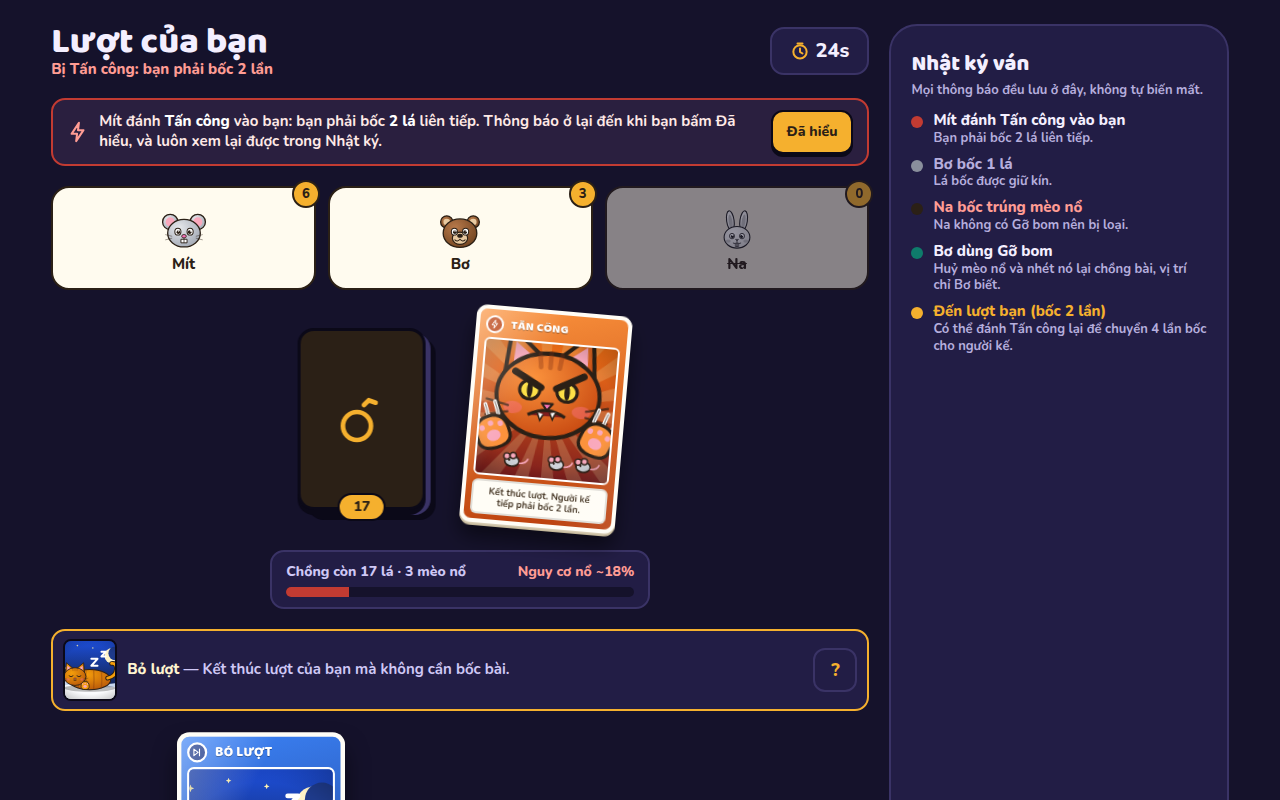 Lượt của bạn
Bị Tấn công: bạn phải bốc 2 lần
24s
Mít đánh Tấn công vào bạn: bạn phải bốc 2 lá liên tiếp. Thông báo ở lại đến khi bạn bấm Đã
hiểu, và luôn xem lại được trong Nhật ký.
Đã hiểu
6
Mít
3
Bơ
0
Na
17
TẤN CÔNG
Kết thúc lượt. Người kế
tiếp phải bốc 2 lần.
Chồng còn 17 lá · 3 mèo nổ
Nguy cơ nổ ~18%
Bỏ lượt — Kết thúc lượt của bạn mà không cần bốc bài.
?
BỎ LƯỢT
Nhật ký ván
Mọi thông báo đều lưu ở đây, không tự biến mất.
Mít đánh Tấn công vào bạn
Bạn phải bốc 2 lá liên tiếp.
Bơ bốc 1 lá
Lá bốc được giữ kín.
Na bốc trúng mèo nổ
Na không có Gỡ bom nên bị loại.
Bơ dùng Gỡ bom
Huỷ mèo nổ và nhét nó lại chồng bài, vị trí
chỉ Bơ biết.
Đến lượt bạn (bốc 2 lần)
Có thể đánh Tấn công lại để chuyển 4 lần bốc
cho người kế.